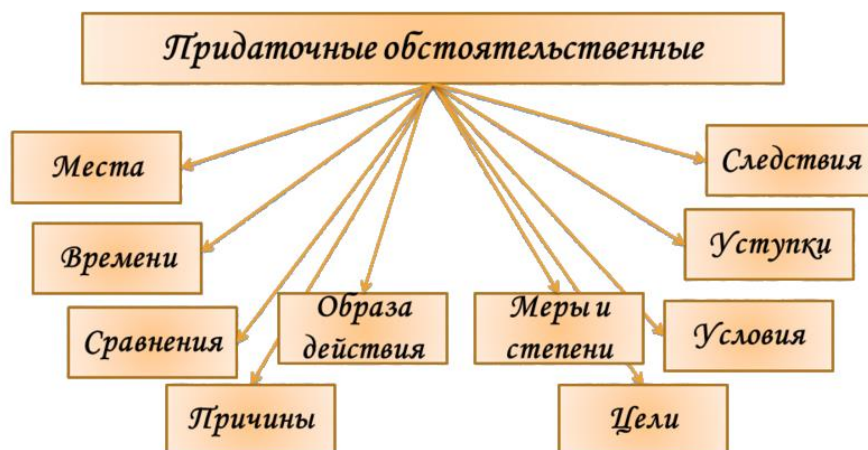 Придаточные обстоятельственные
Места
Следствия
Времени
Уступки
Сравнения
Образа
действия
Меры и
степени
Условия
Причины
Цели